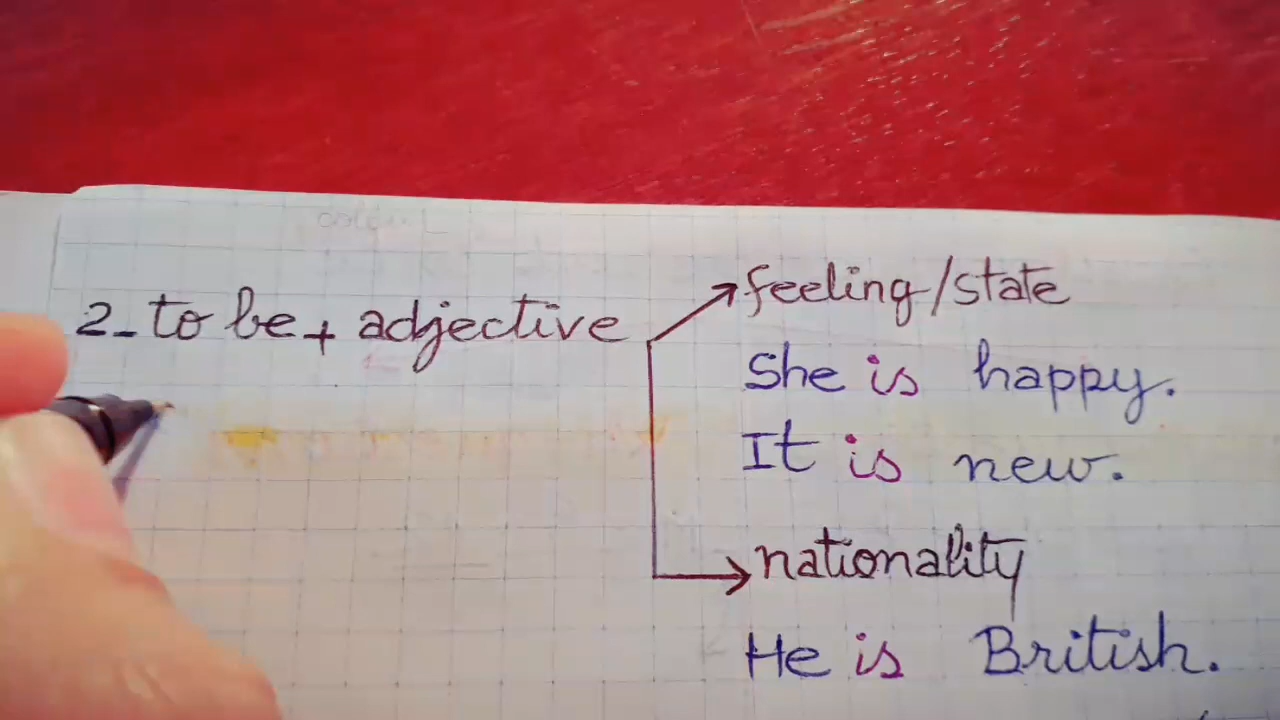 2- to be + adjective
feeling/state
She is happy.
It is new.
nationality
He is British.